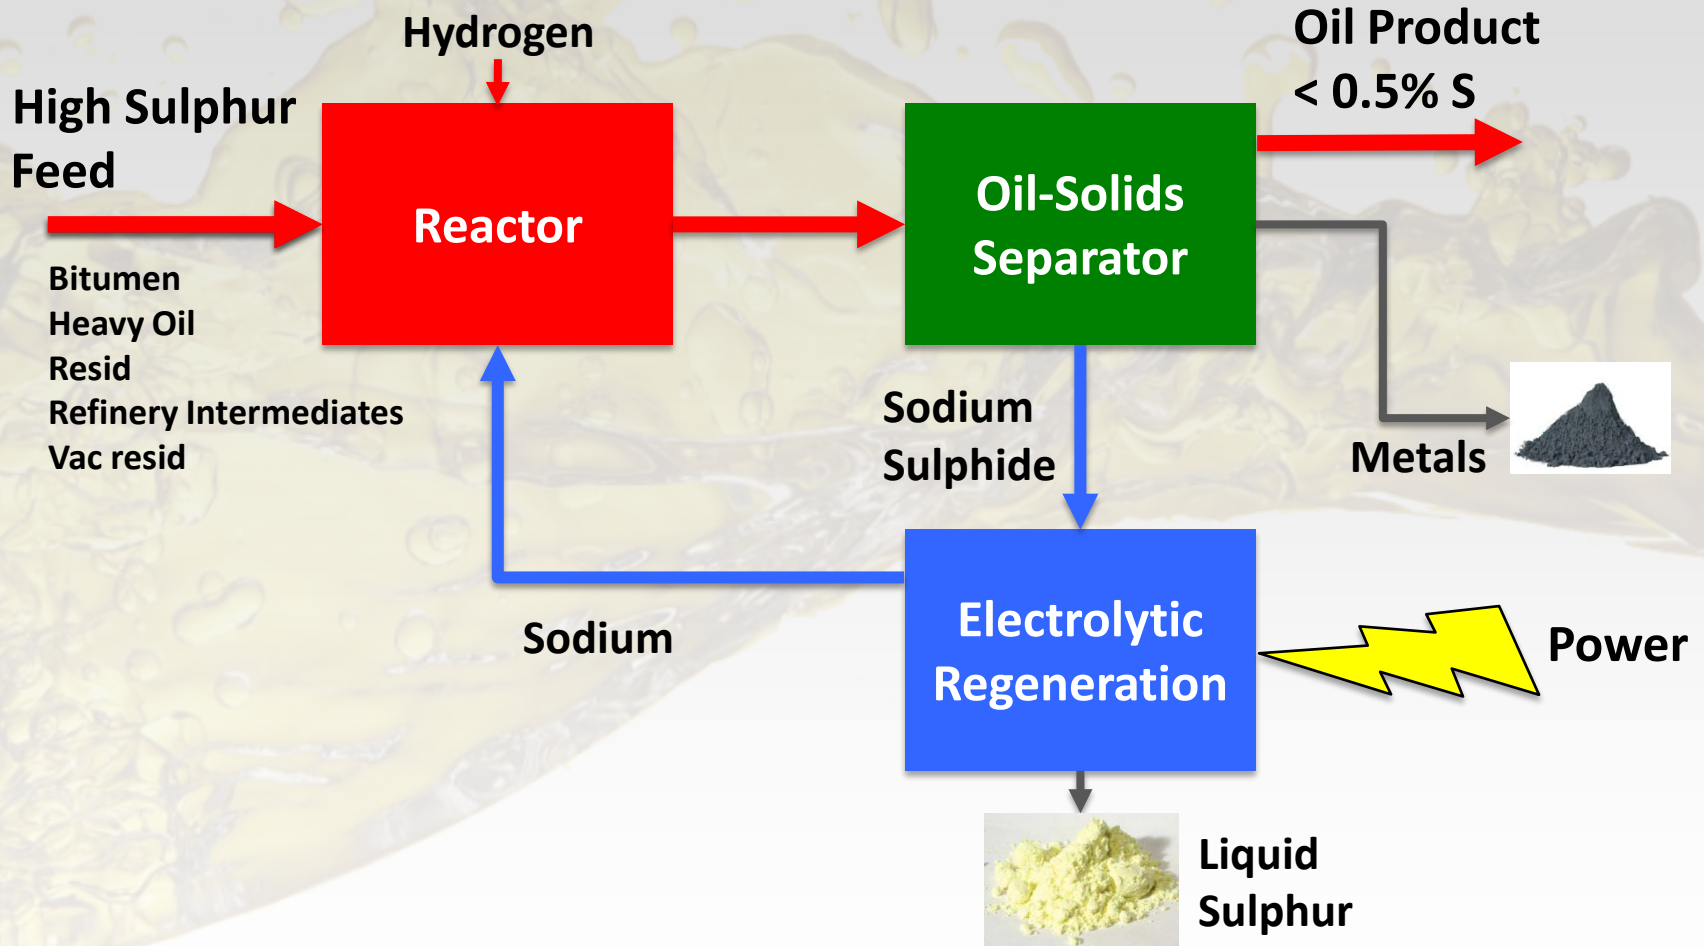 Hydrogen
High Sulphur
Feed
Bitumen
Heavy Oil
Resid
Refinery Intermediates
Vac resid
Reactor
Oil-Solids
Separator
Oil Product
< 0.5% S
Sodium
Sulphide
Metals
Sodium
Electrolytic
Regeneration
Power
Liquid
Sulphur